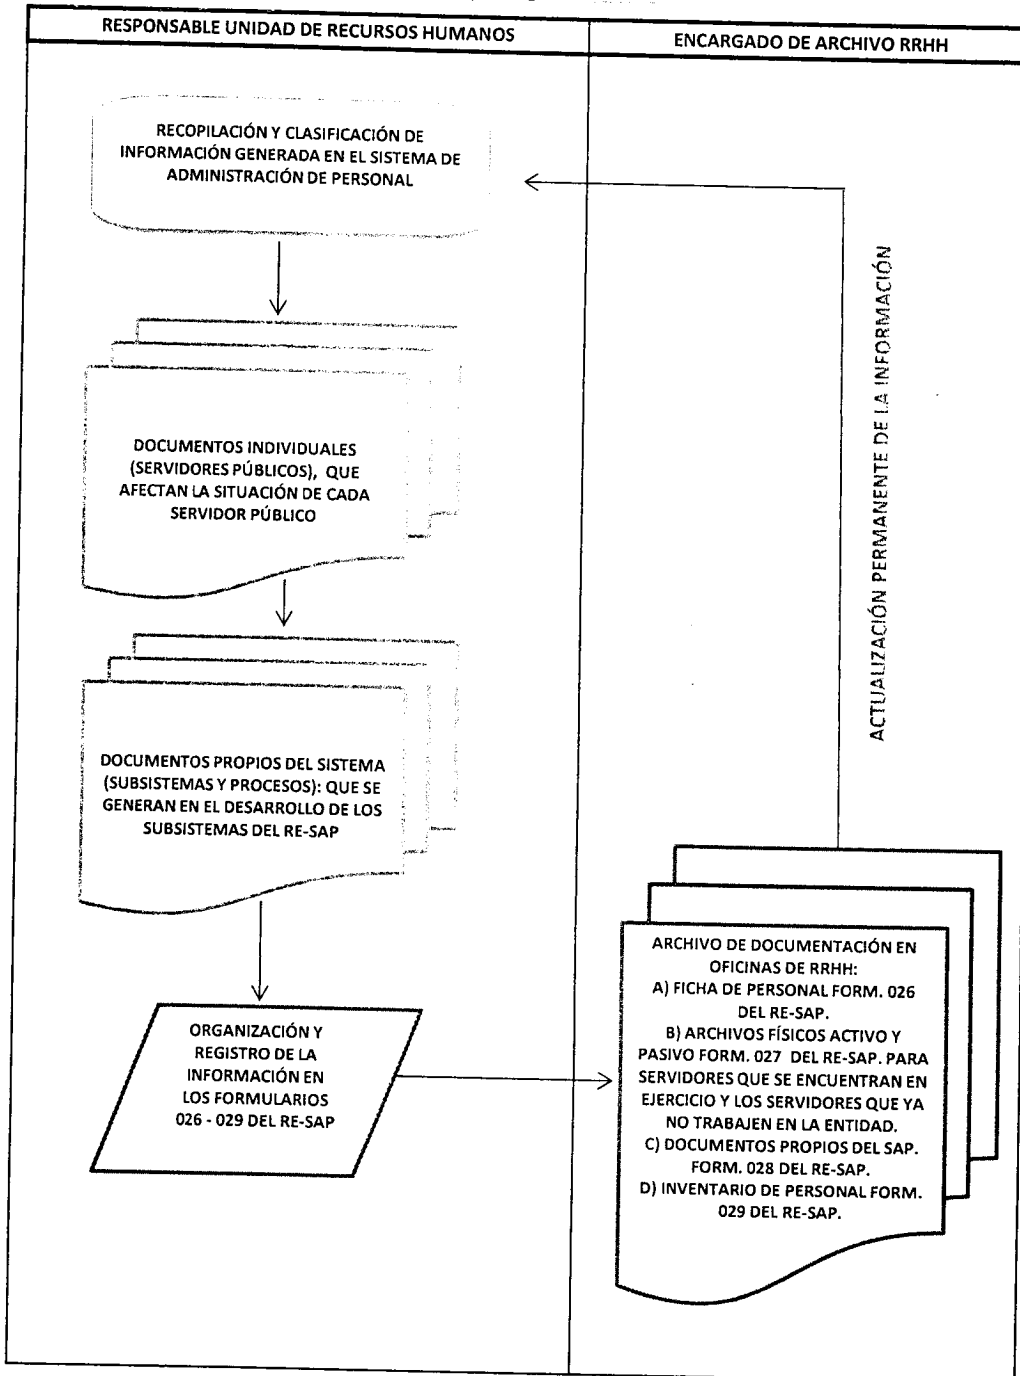 RESPONSABLE UNIDAD DE RECURSOS HUMANOS
ENCARGADO DE ARCHIVO RRHH
RECOPILACIÓN Y CLASIFICACIÓN DE
INFORMACIÓN GENERADA EN EL SISTEMA DE
ADMINISTRACIÓN DE PERSONAL
DOCUMENTOS INDIVIDUALES
(SERVIDORES PÚBLICOS), QUE
AFECTAN LA SITUACIÓN DE CADA
SERVIDOR PÚBLICO
DOCUMENTOS PROPIOS DEL SISTEMA
(SUBSISTEMAS Y PROCESOS): QUE SE
GENERAN EN EL DESARROLLO DE LOS
SUBSISTEMAS DEL RE-SAP
ORGANIZACIÓN Y
REGISTRO DE LA
INFORMACIÓN EN
LOS FORMULARIOS
026 - 029 DEL RE-SAP
ARCHIVO DE DOCUMENTACIÓN EN
OFICINAS DE RRHH:
A) FICHA DE PERSONAL FORM. 026
DEL RE-SAP.
B) ARCHIVOS FÍSICOS ACTIVO Y
PASIVO FORM. 027 DEL RE-SAP. PARA
SERVIDORES QUE SE ENCUENTRAN EN
EJERCICIO Y LOS SERVIDORES QUE YA
NO TRABAJEN EN LA ENTIDAD.
C) DOCUMENTOS PROPIOS DEL SAP.
FORM. 028 DEL RE-SAP.
D) INVENTARIO DE PERSONAL FORM.
029 DEL RE-SAP.
ACTUALIZACIÓN PERMANENTE DE LA INFORMACIÓN